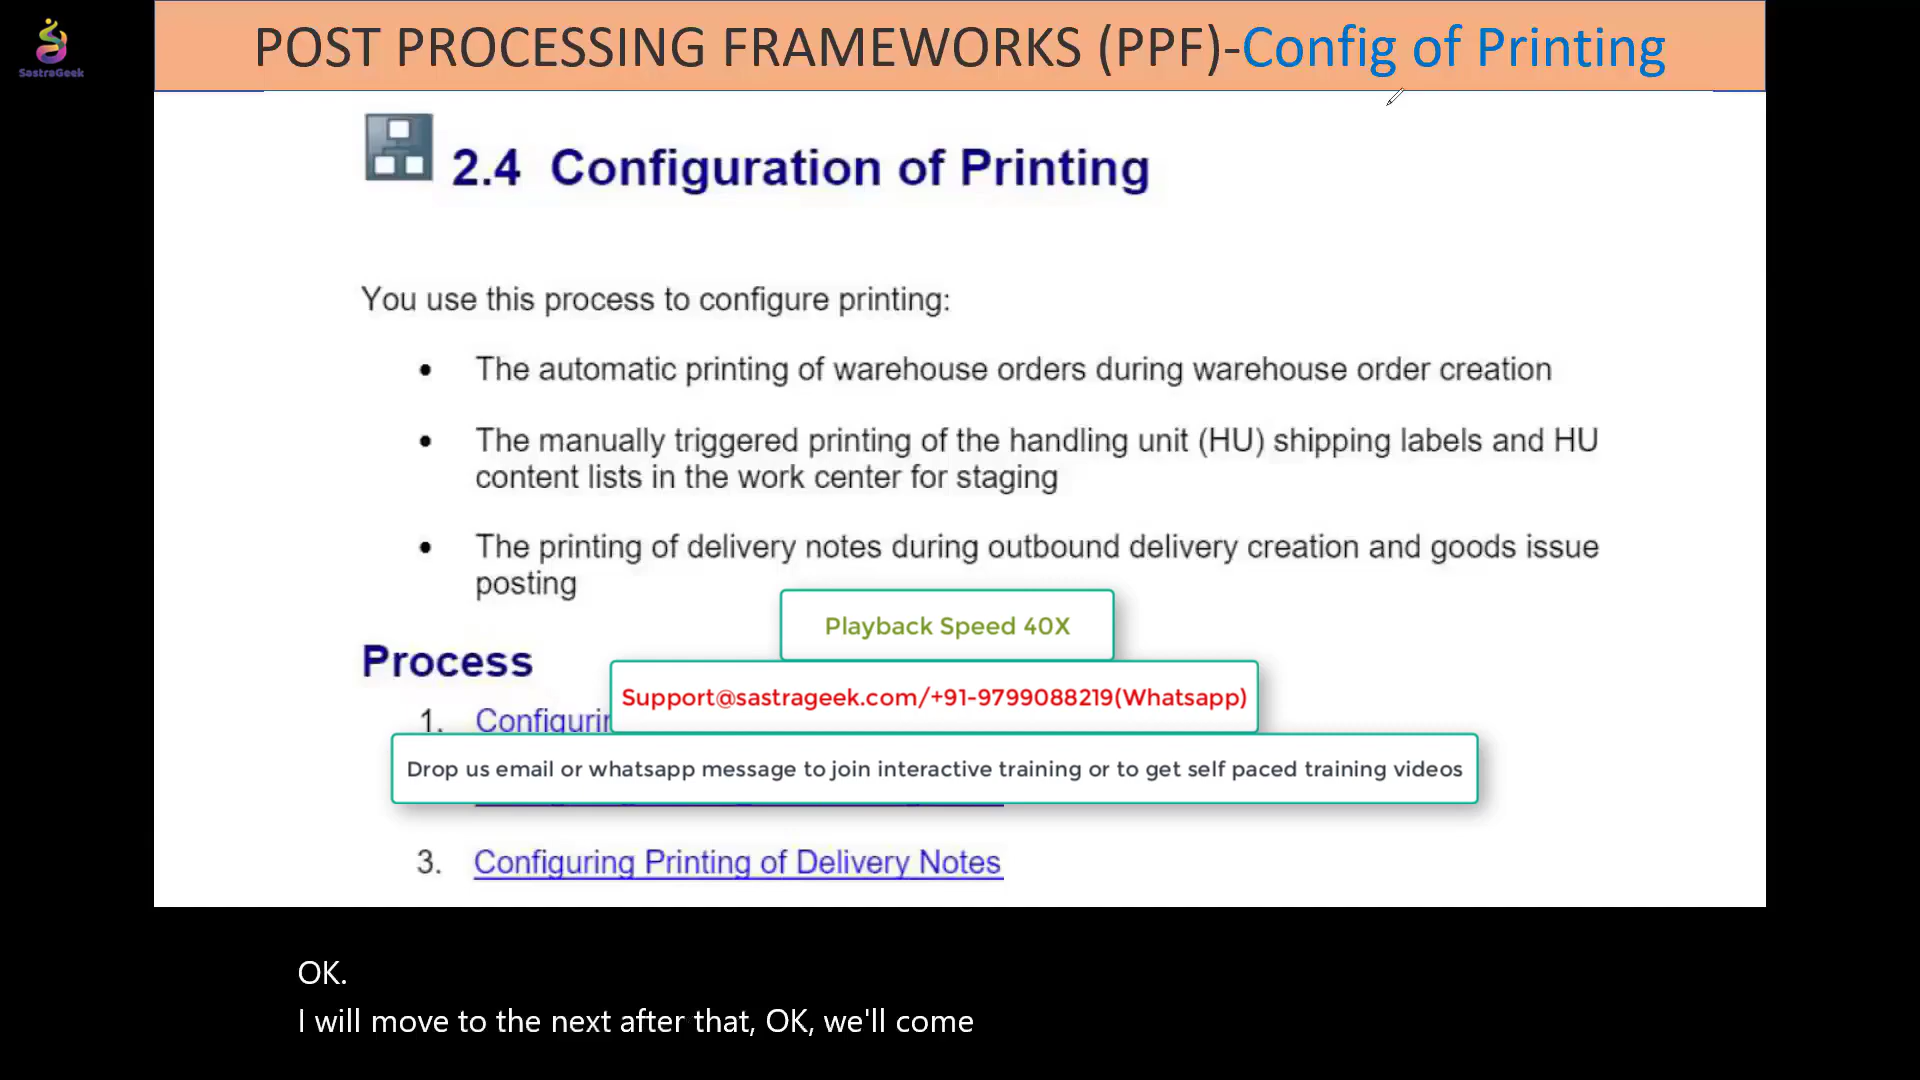 SastraGeek
POST PROCESSING FRAMEWORKS (PPF)-Config of Printing
2.4 Configuration of Printing
You use this process to configure printing:
• The automatic printing of warehouse orders during warehouse order creation
• The manually triggered printing of the handling unit (HU) shipping labels and HU
content lists in the work center for staging
• The printing of delivery notes during outbound delivery creation and goods issue
posting
Playback Speed 40X
Process
Support@sastrageek.com/+91-9799088219(Whatsapp)
1.
Drop us email or whatsapp message to join interactive training or to get self paced training videos
3. Configuring Printing of Delivery Notes
OK.
I will move to the next after that, OK, we'll come